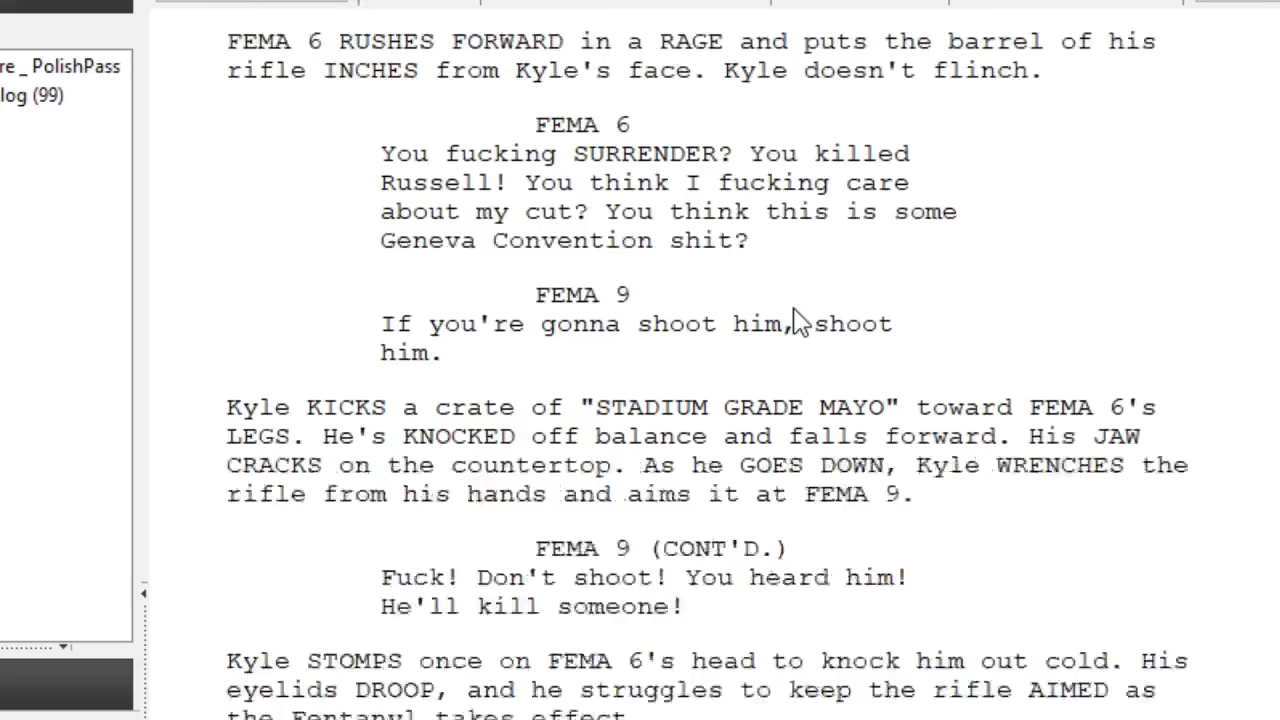 re _ PolishPass
log (99)
FEMA 6 RUSHES FORWARD in a RAGE and puts the barrel of his
rifle INCHES from Kyle's face. Kyle doesn't flinch.
FEMA 6
You fucking SURRENDER? You killed
Russell! You think I fucking care
about my cut? You think this is some
Geneva Convention shit?
FEMA 9
If you're gonna shoot him, shoot
him.
Kyle KICKS a crate of "STADIUM GRADE MAYO" toward FEMA 6's
LEGS. He's KNOCKED off balance and falls forward. His JAW
CRACKS on the countertop. As he GOES DOWN, Kyle WRENCHES the
rifle from his hands and aims it at FEMA 9.
FEMA 9 (CONT'D.)
Fuck! Don't shoot! You heard him!
He'll kill someone!
Kyle STOMPS once on FEMA 6's head to knock him out cold. His
eyelids DROOP, and he struggles to keep the rifle AIMED as
the Fentanyl takes effect.